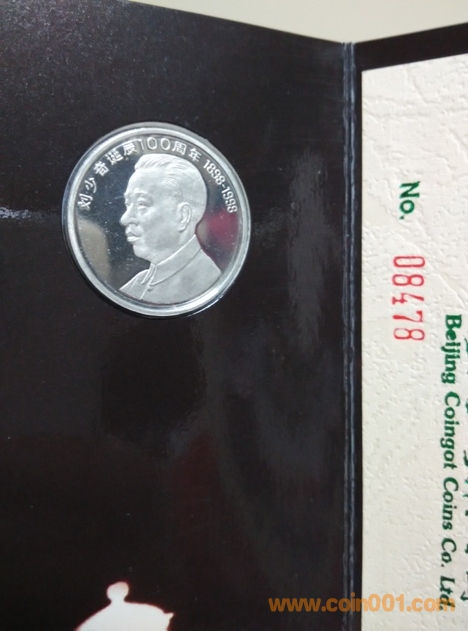 刘少奇诞辰100周年 1898-1998
No. 08478
Beijing Coingot Coins Co. Ltd.
www.coin001.com